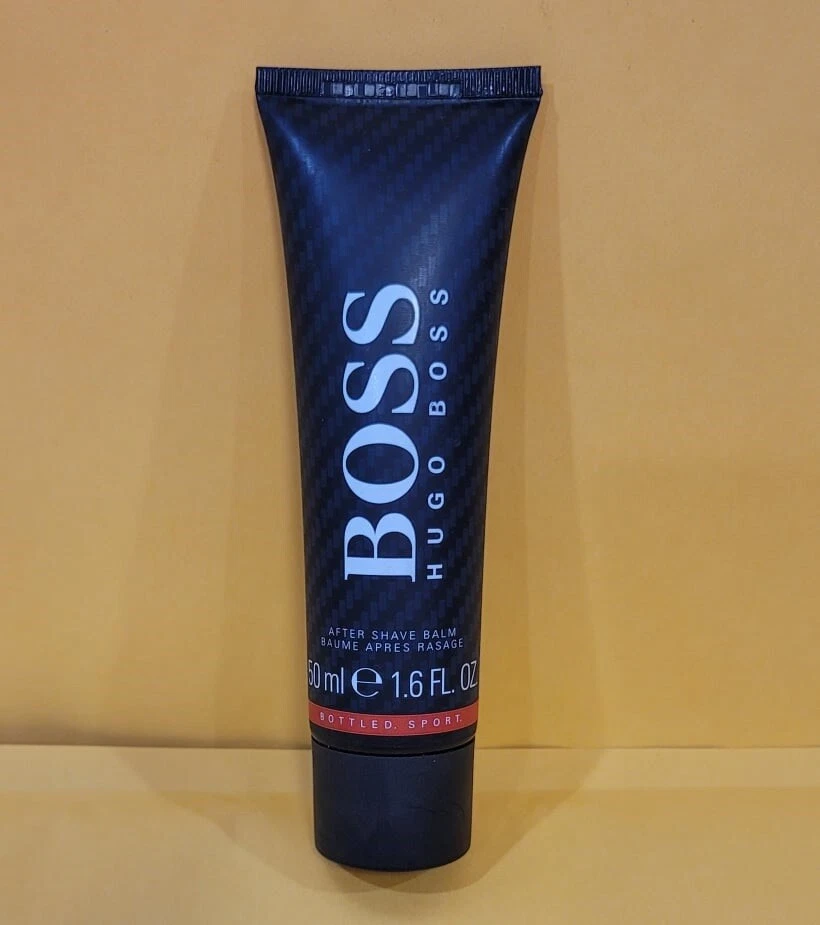 BOSS
HUGO BOSS
AFTER SHAVE BALM
BAUME APRES RASAGE
50 ml e 1.6 FL. OZ.
BOTTLED. SPORT.